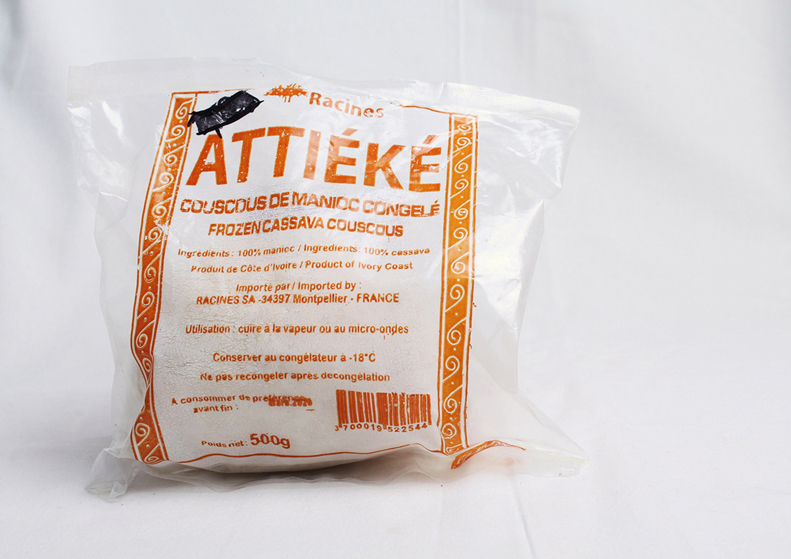 Racines
ATTIÉKÉ
COUSCOUS DE MANIOC CONGELÉ
FROZEN CASSAVA COUSCOUS
Ingrédients : 100% manioc / Ingredients: 100% cassava
Produit de Côte d'Ivoire / Product of Ivory Coast
Importé par / Imported by :
RACINES SA -34397 Montpellier - FRANCE
Utilisation : cuire à la vapeur ou au micro-ondes
Conserver au congélateur à -18°C
Ne pas recongeler après décongélation
A consommer de préférence
avant fin :
3 700019 522544
Poids net : 500g